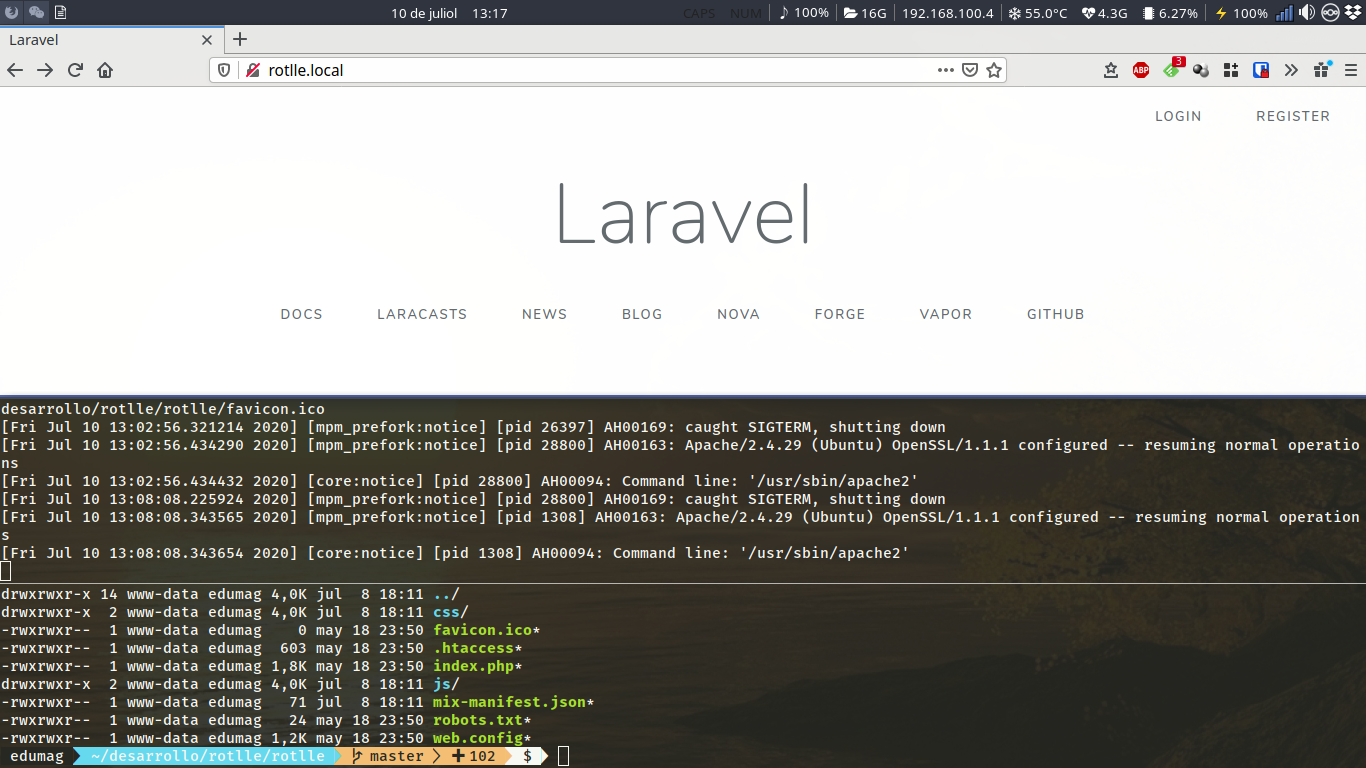 10 de juliol 13:17 CAPS NUM 100% 16G 192.168.100.4 55.0°C 4.3G 6.27% 100%
Laravel
rotlle.local ABP 3
LOGIN REGISTER
Laravel
DOCS LARACASTS NEWS BLOG NOVA FORGE VAPOR GITHUB
desarrollo/rotlle/rotlle/favicon.ico
[Fri Jul 10 13:02:56.321214 2020] [mpm_prefork:notice] [pid 26397] AH00169: caught SIGTERM, shutting down
[Fri Jul 10 13:02:56.434290 2020] [mpm_prefork:notice] [pid 28800] AH00163: Apache/2.4.29 (Ubuntu) OpenSSL/1.1.1 configured -- resuming normal operatio
ns
[Fri Jul 10 13:02:56.434432 2020] [core:notice] [pid 28800] AH00094: Command line: '/usr/sbin/apache2'
[Fri Jul 10 13:08:08.225924 2020] [mpm_prefork:notice] [pid 28800] AH00169: caught SIGTERM, shutting down
[Fri Jul 10 13:08:08.343565 2020] [mpm_prefork:notice] [pid 1308] AH00163: Apache/2.4.29 (Ubuntu) OpenSSL/1.1.1 configured -- resuming normal operation
s
[Fri Jul 10 13:08:08.343654 2020] [core:notice] [pid 1308] AH00094: Command line: '/usr/sbin/apache2'
drwxrwxr-x 14 www-data edumag 4,0K jul  8 18:11 ../
drwxrwxr-x  2 www-data edumag 4,0K jul  8 18:11 css/
-rwxrwxr--  1 www-data edumag    0 may 18 23:50 favicon.ico*
-rwxrwxr--  1 www-data edumag  603 may 18 23:50 .htaccess*
-rwxrwxr--  1 www-data edumag 1,8K may 18 23:50 index.php*
drwxrwxr-x  2 www-data edumag 4,0K jul  8 18:11 js/
-rwxrwxr--  1 www-data edumag   71 jul  8 18:11 mix-manifest.json*
-rwxrwxr--  1 www-data edumag   24 may 18 23:50 robots.txt*
-rwxrwxr--  1 www-data edumag 1,2K may 18 23:50 web.config*
edumag ~/desarrollo/rotlle/rotlle master +102 $